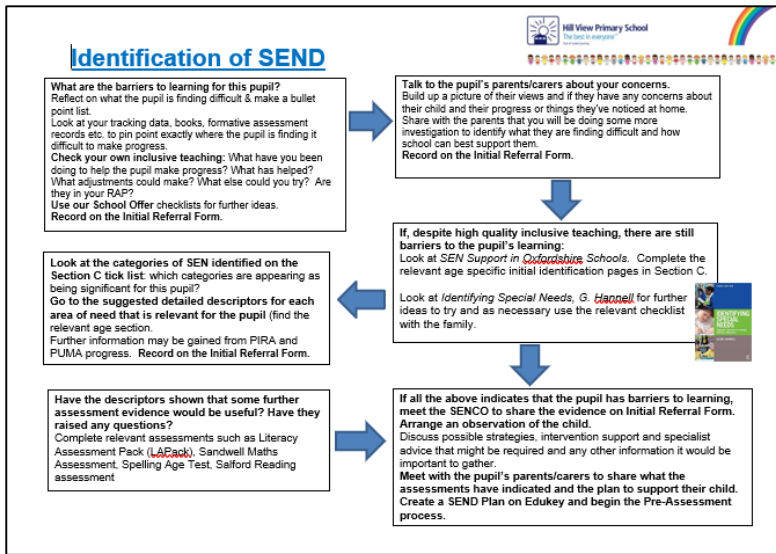 Hill View Primary School
The best in everyone
Identification of SEND
What are the barriers to learning for this pupil?
Reflect on what the pupil is finding difficult & make a bullet
point list.
Look at your tracking data, books, formative assessment
records etc. to pin point exactly where the pupil is finding it
difficult to make progress.
Check your own inclusive teaching: What have you been
doing to help the pupil make progress? What has helped?
What adjustments could make? What else could you try? Are
they in your RAP?
Use our School Offer checklists for further ideas.
Record on the Initial Referral Form.
Talk to the pupil's parents/carers about your concerns.
Build up a picture of their views and if they have any concerns about
their child and their progress or things they've noticed at home.
Share with the parents that you will be doing some more
investigation to identify what they are finding difficult and how
school can best support them.
Record on the Initial Referral Form.
If, despite high quality inclusive teaching, there are still
barriers to the pupil's learning:
Look at SEN Support in Oxfordshire Schools. Complete the
relevant age specific initial identification pages in Section C.
Look at Identifying Special Needs, G. Hannell for further
ideas to try and as necessary use the relevant checklist
with the family.
IDENTIFYING
SPECIAL
NEEDS
Look at the categories of SEN identified on the
Section C tick list: which categories are appearing as
being significant for this pupil?
Go to the suggested detailed descriptors for each
area of need that is relevant for the pupil (find the
relevant age section.
Further information may be gained from PIRA and
PUMA progress. Record on the Initial Referral Form.
Have the descriptors shown that some further
assessment evidence would be useful? Have they
raised any questions?
Complete relevant assessments such as Literacy
Assessment Pack (LAPack), Sandwell Maths
Assessment, Spelling Age Test, Salford Reading
assessment
If all the above indicates that the pupil has barriers to learning,
meet the SENCO to share the evidence on Initial Referral Form.
Arrange an observation of the child.
Discuss possible strategies, intervention support and specialist
advice that might be required and any other information it would be
important to gather.
Meet with the pupil's parents/carers to share what the
assessments have indicated and the plan to support their child.
Create a SEND Plan on Edukey and begin the Pre-Assessment
process.